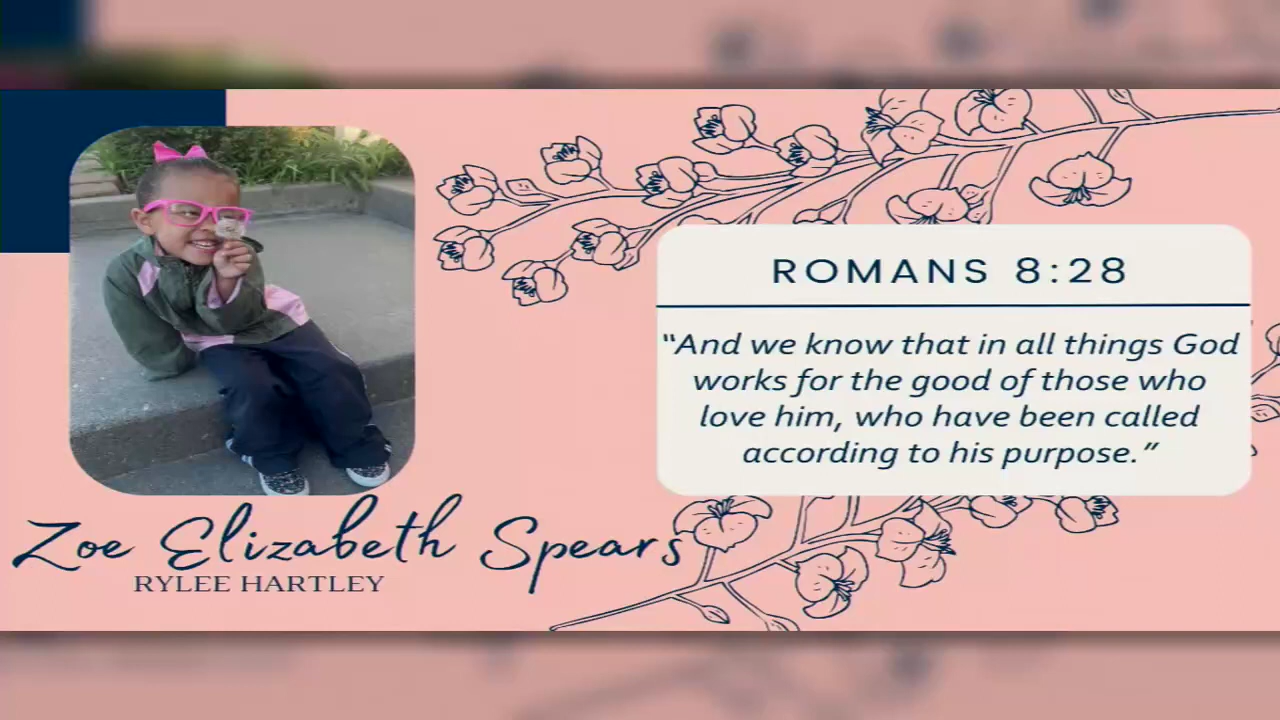 ROMANS 8:28
“And we know that in all things God
works for the good of those who
love him, who have been called
according to his purpose.”
Zoe Elizabeth Spears
RYLEE HARTLEY